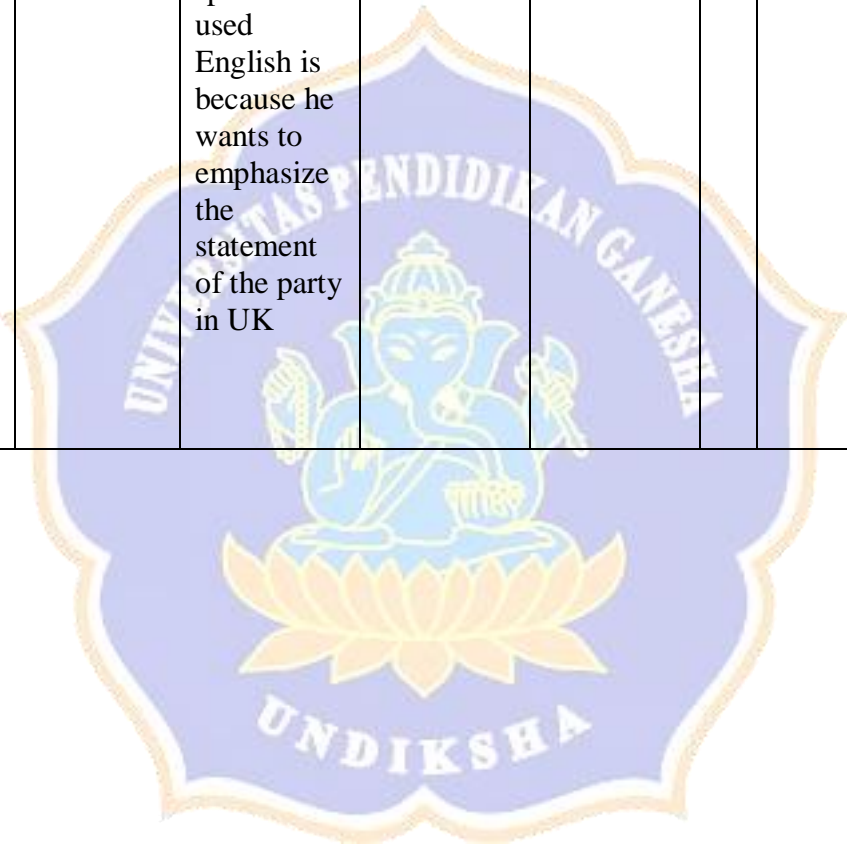 used
English is
because he
wants to
emphasize
the
statement
of the party
in UK
UNIVERSITAS PENDIDIKAN GANESHA
UNDIKSHA